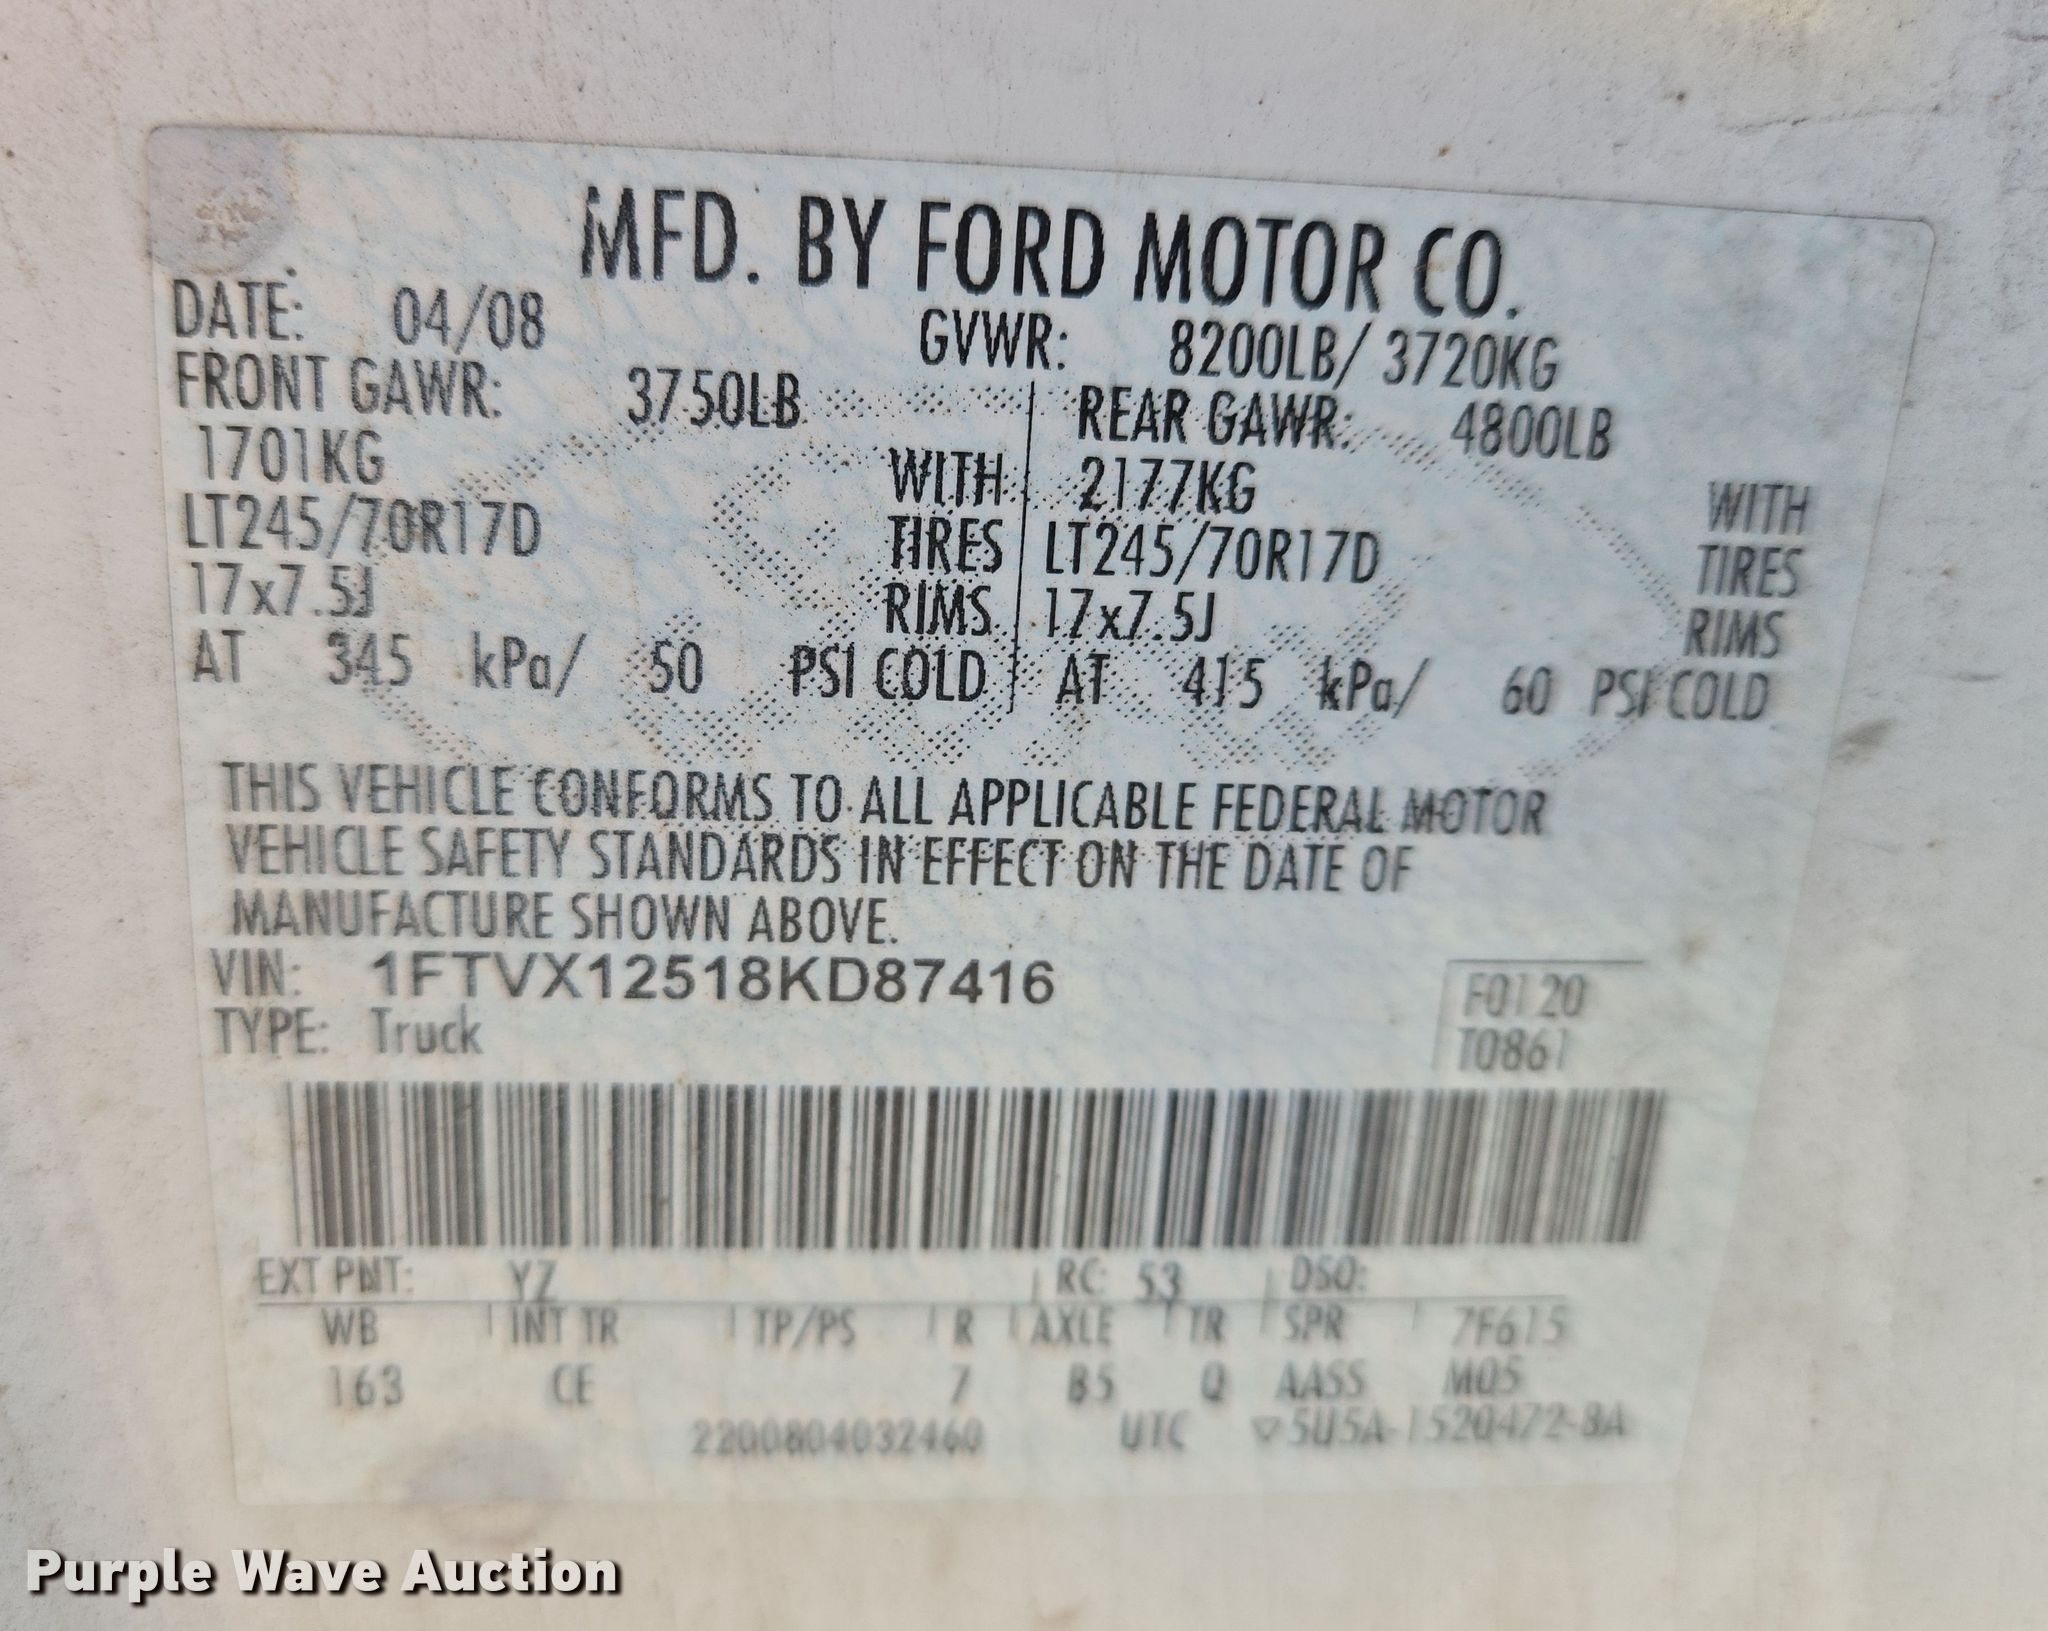 MFD. BY FORD MOTOR CO.
DATE: 04/08 GVWR: 8200LB/ 3720KG
FRONT GAWR: 3750LB REAR GAWR: 4800LB
1701KG WITH 2177KG WITH
LT245/70R17D TIRES LT245/70R17D TIRES
17x7.5J RIMS 17x7.5J RIMS
AT 345 kPa/ 50 PSI COLD AT 415 kPa/ 60 PSI COLD
THIS VEHICLE CONFORMS TO ALL APPLICABLE FEDERAL MOTOR
VEHICLE SAFETY STANDARDS IN EFFECT ON THE DATE OF
MANUFACTURE SHOWN ABOVE.
VIN: 1FTVX12518KD87416 F0120
TYPE: Truck T0861
EXT PNT: YZ RC: 53 DSO:
WB INT TR TP/PS R AXLE TR SPR 7F615
163 CE 7 B5 Q AASS M05
2200804032460 UTC ▽5U5A-1520472-BA
Purple Wave Auction